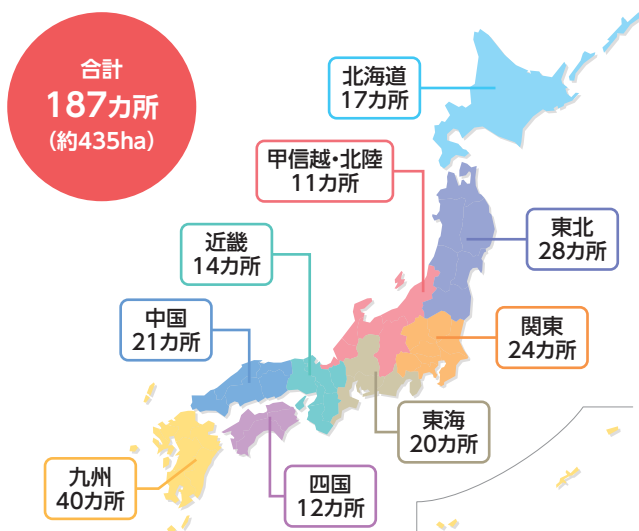 合計
187カ所
(約435ha)
北海道
17カ所
甲信越・北陸
11カ所
東北
28カ所
近畿
14カ所
中国
21カ所
関東
24カ所
東海
20カ所
九州
40カ所
四国
12カ所